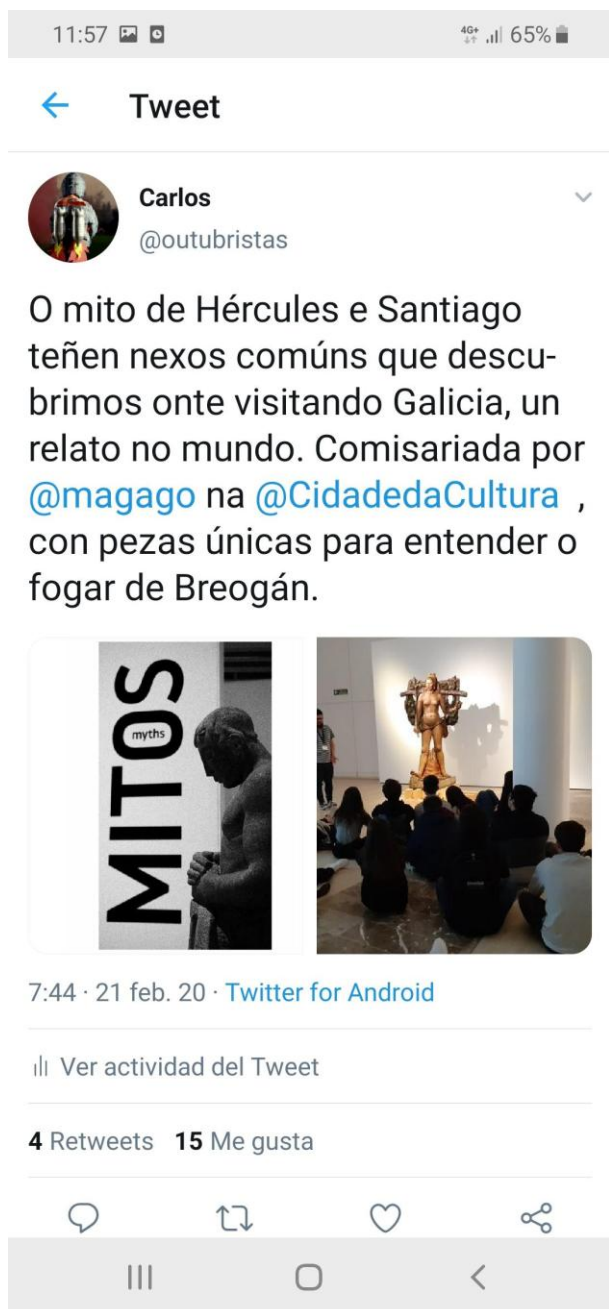 11:57
4G+ 65%
Tweet
Carlos
@outubristas
O mito de Hércules e Santiago
teñen nexos comúns que descu-
brimos onte visitando Galicia, un
relato no mundo. Comisariada por
@magago na @CidadedaCultura ,
con pezas únicas para entender o
fogar de Breogán.
MITOS
myths
7:44 · 21 feb. 20 · Twitter for Android
Ver actividad del Tweet
4 Retweets 15 Me gusta